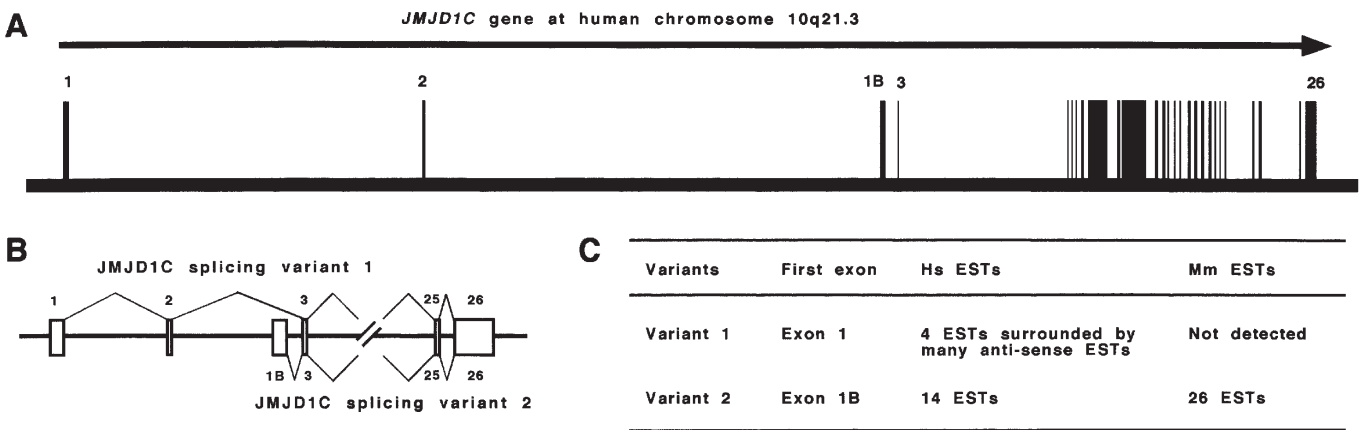 A
JMJD1C gene at human chromosome 10q21.3
1 2 1B 3 26
B
JMJD1C splicing variant 1
1 2 3 25 26
1B 3 25 26
JMJD1C splicing variant 2
C
Variants First exon Hs ESTs Mm ESTs
Variant 1 Exon 1 4 ESTs surrounded by Not detected
many anti-sense ESTs
Variant 2 Exon 1B 14 ESTs 26 ESTs